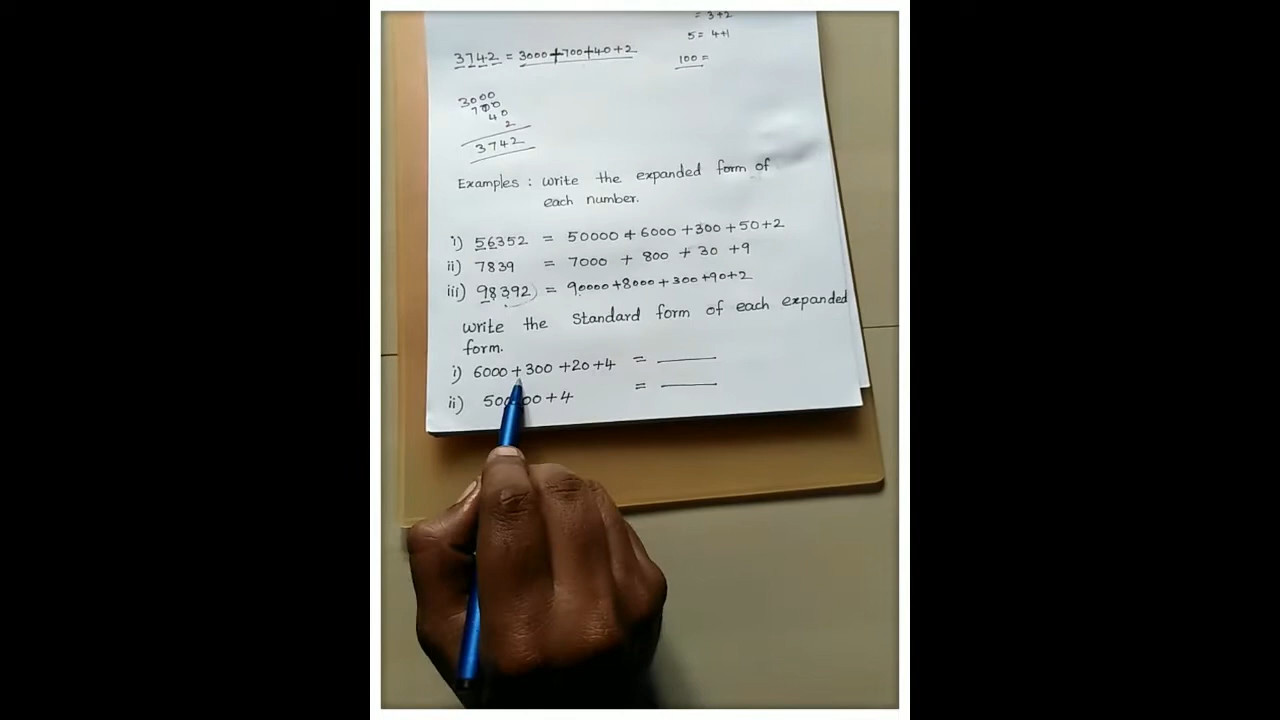 = 3+2
5 = 4+1
3742 = 3000+700+40+2
100 =
3000
700
40
2
3742
Examples : Write the expanded form of
each number.
i) 56352 = 50000 + 6000 + 300 + 50 + 2
ii) 7839 = 7000 + 800 + 30 + 9
iii) 98392 = 90000 + 8000 + 300 + 90 + 2
Write the Standard form of each expanded
form.
i) 6000 + 300 + 20 + 4 = ____
ii) + 4 = ____